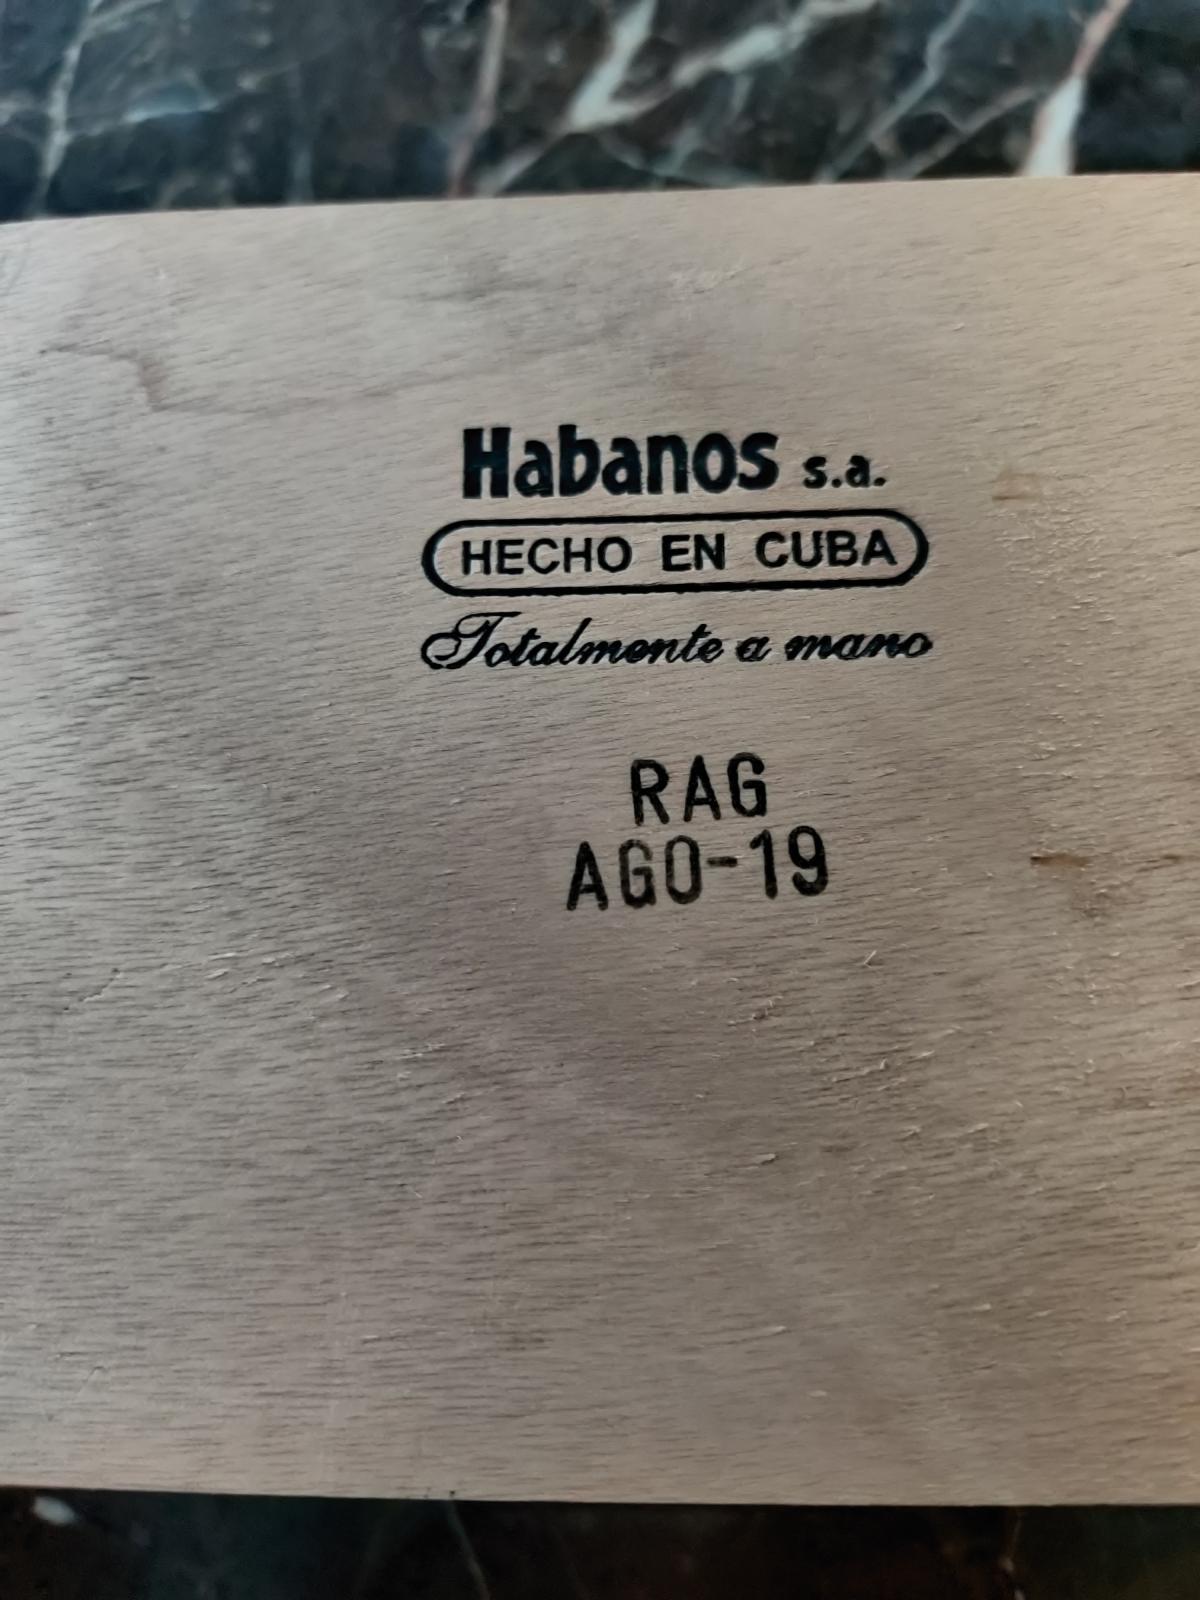 Habanos s.a.
HECHO EN CUBA
Totalmente a mano
RAG
AGO-19